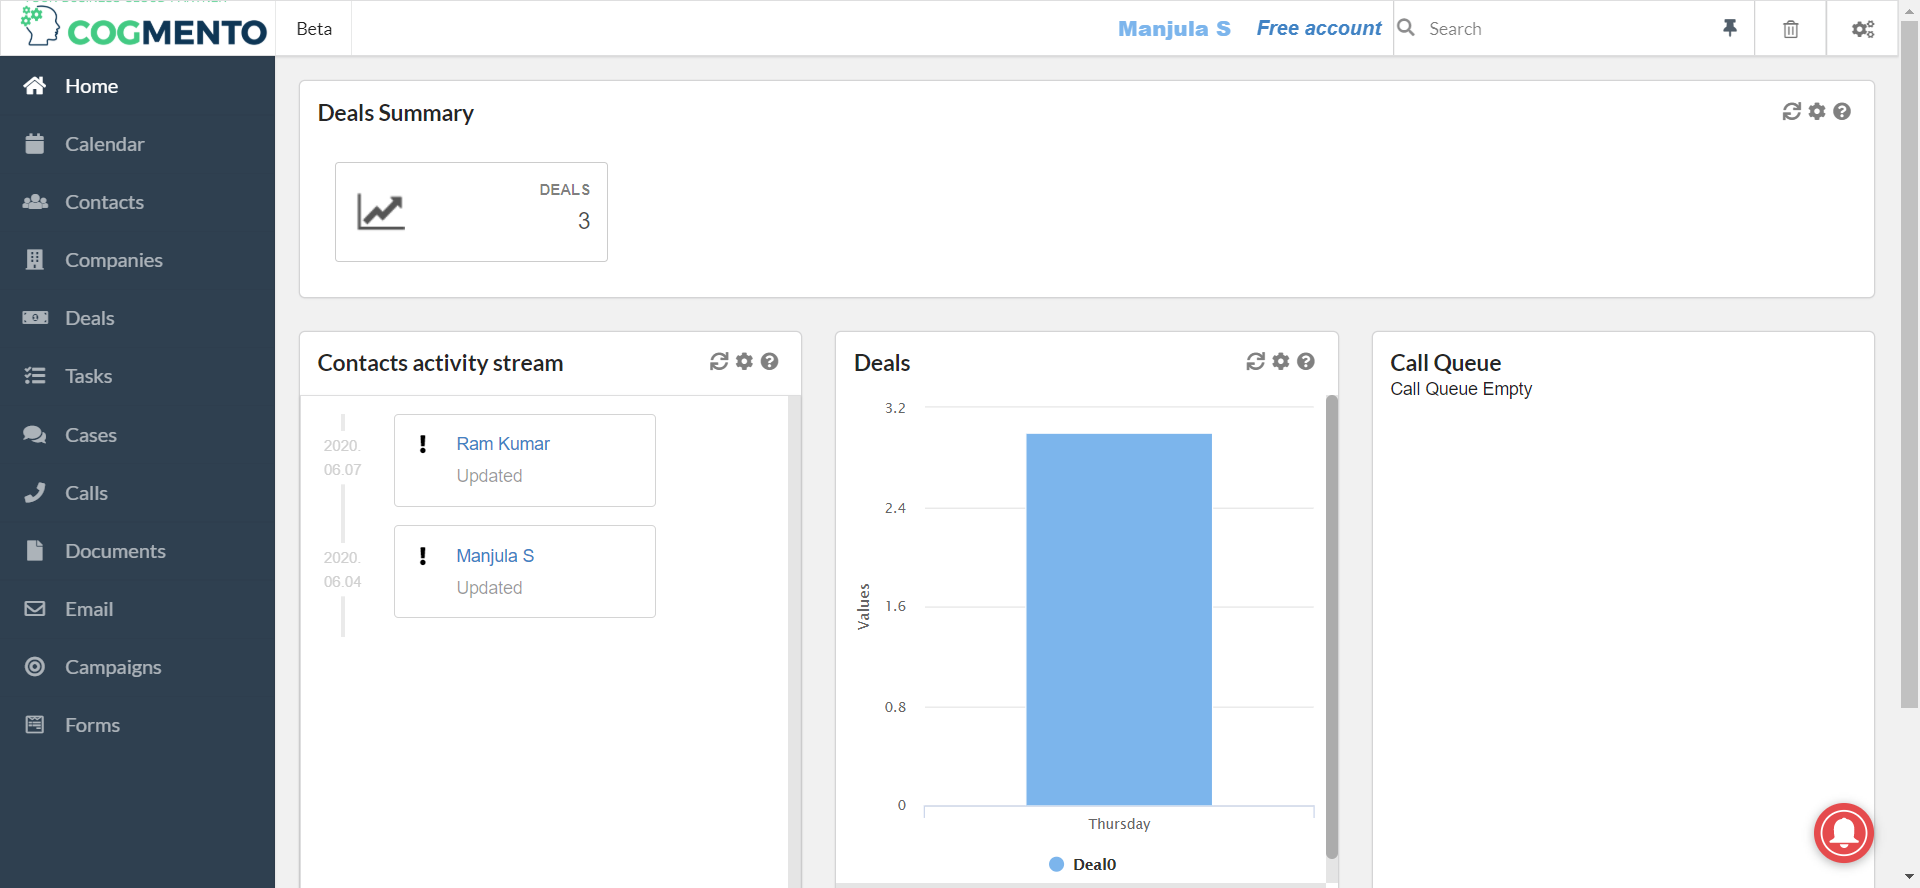 COGMENTO
Beta
Manjula S
Free account
Search
Home
Calendar
Contacts
Companies
Deals
Tasks
Cases
Calls
Documents
Email
Campaigns
Forms
Deals Summary
DEALS
3
Contacts activity stream
2020.
06.07
Ram Kumar
Updated
2020.
06.04
Manjula S
Updated
Deals
3.2
2.4
1.6
0.8
0
Values
Thursday
Deal0
Call Queue
Call Queue Empty